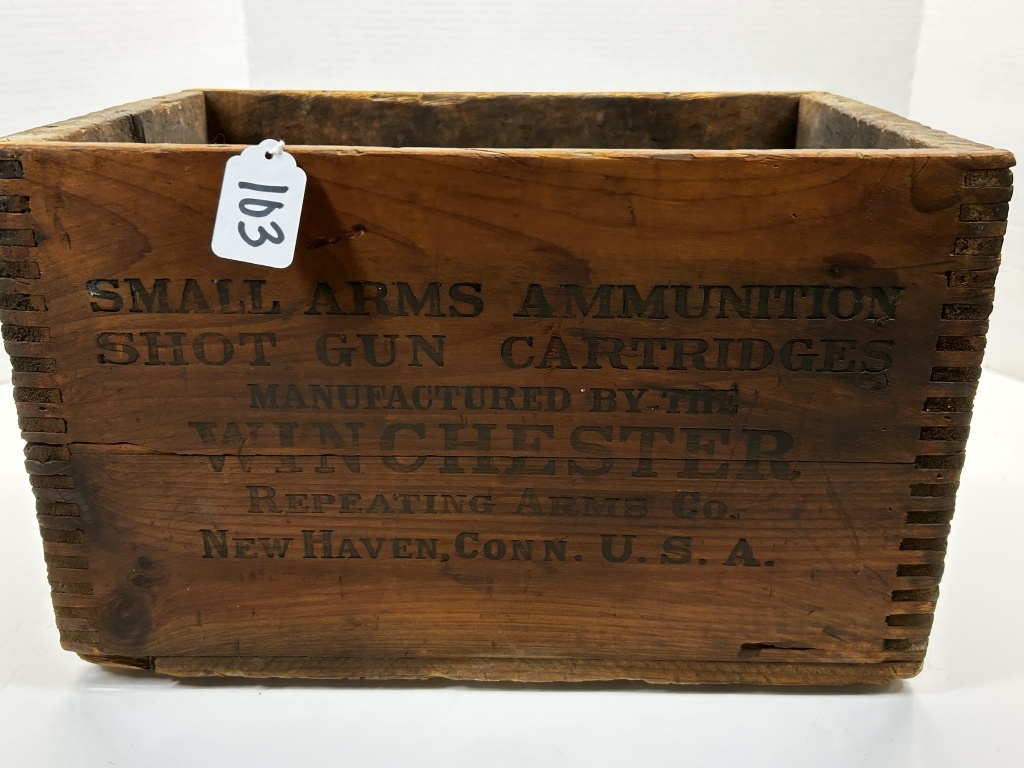 163
SMALL ARMS AMMUNITION
SHOT GUN CARTRIDGES
MANUFACTURED BY THE
WINCHESTER
REPEATING ARMS CO.
NEW HAVEN, CONN. U. S. A.